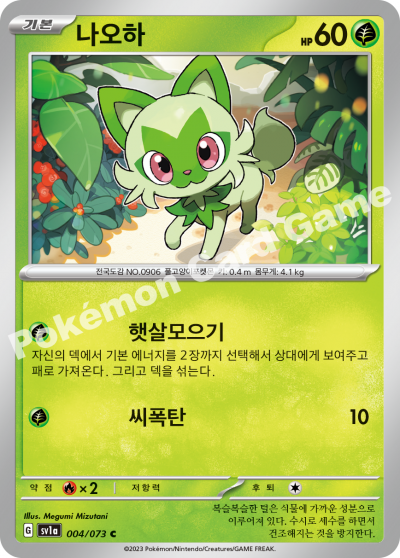 기본 나오하 HP 60
전국도감 NO.0906 풀고양이포켓몬 키: 0.4 m 몸무게: 4.1 kg
햇살모으기
자신의 덱에서 기본 에너지를 2장까지 선택해서 상대에게 보여주고
패로 가져온다. 그리고 덱을 섞는다.
씨폭탄 10
약점 ×2 저항력 후퇴
Illus. Megumi Mizutani
G sv1a 004/073 C
복슬복슬한 털은 식물에 가까운 성분으로
이루어져 있다. 수시로 세수를 하면서
건조해지는 것을 방지한다.
©2023 Pokémon/Nintendo/Creatures/GAME FREAK.
Pokémon Card Game